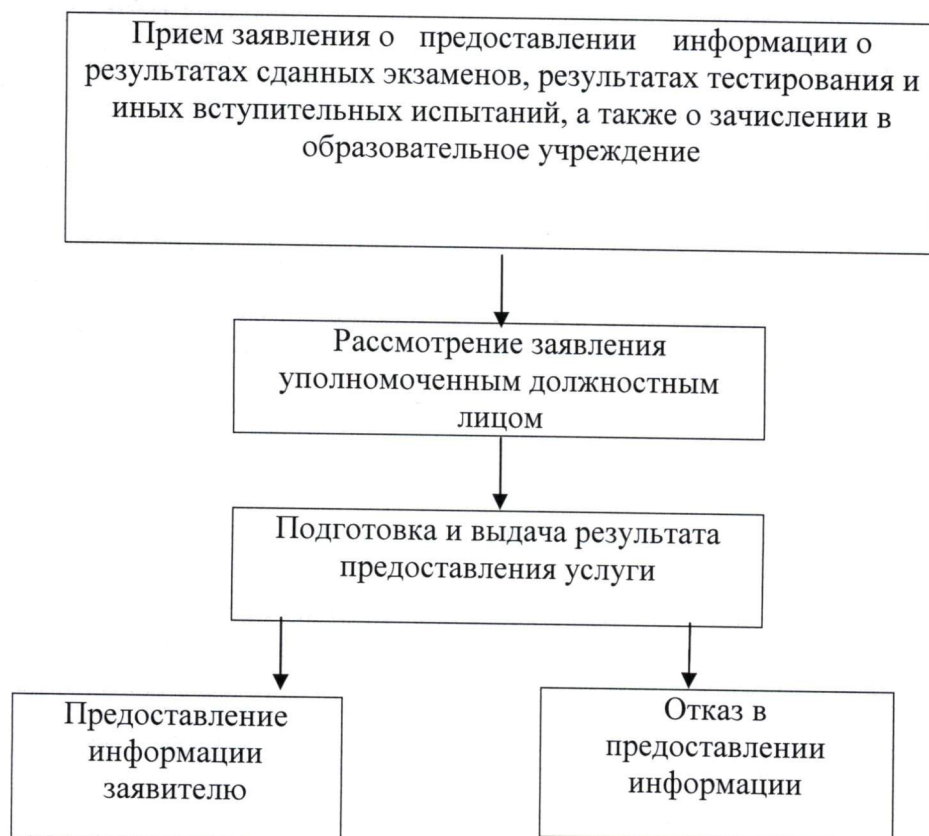 Прием заявления о предоставлении информации о
результатах сданных экзаменов, результатах тестирования и
иных вступительных испытаний, а также о зачислении в
образовательное учреждение
Рассмотрение заявления
уполномоченным должностным
лицом
Подготовка и выдача результата
предоставления услуги
Предоставление
информации
заявителю
Отказ в
предоставлении
информации